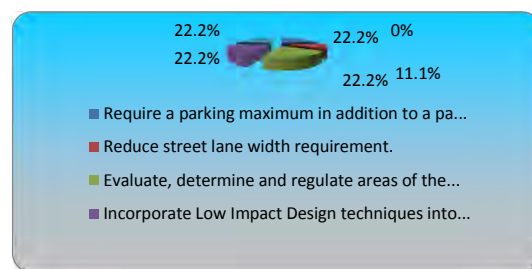 22.2% 22.2% 0%
22.2%
22.2% 11.1%
Require a parking maximum in addition to a pa...
Reduce street lane width requirement.
Evaluate, determine and regulate areas of the...
Incorporate Low Impact Design techniques into...